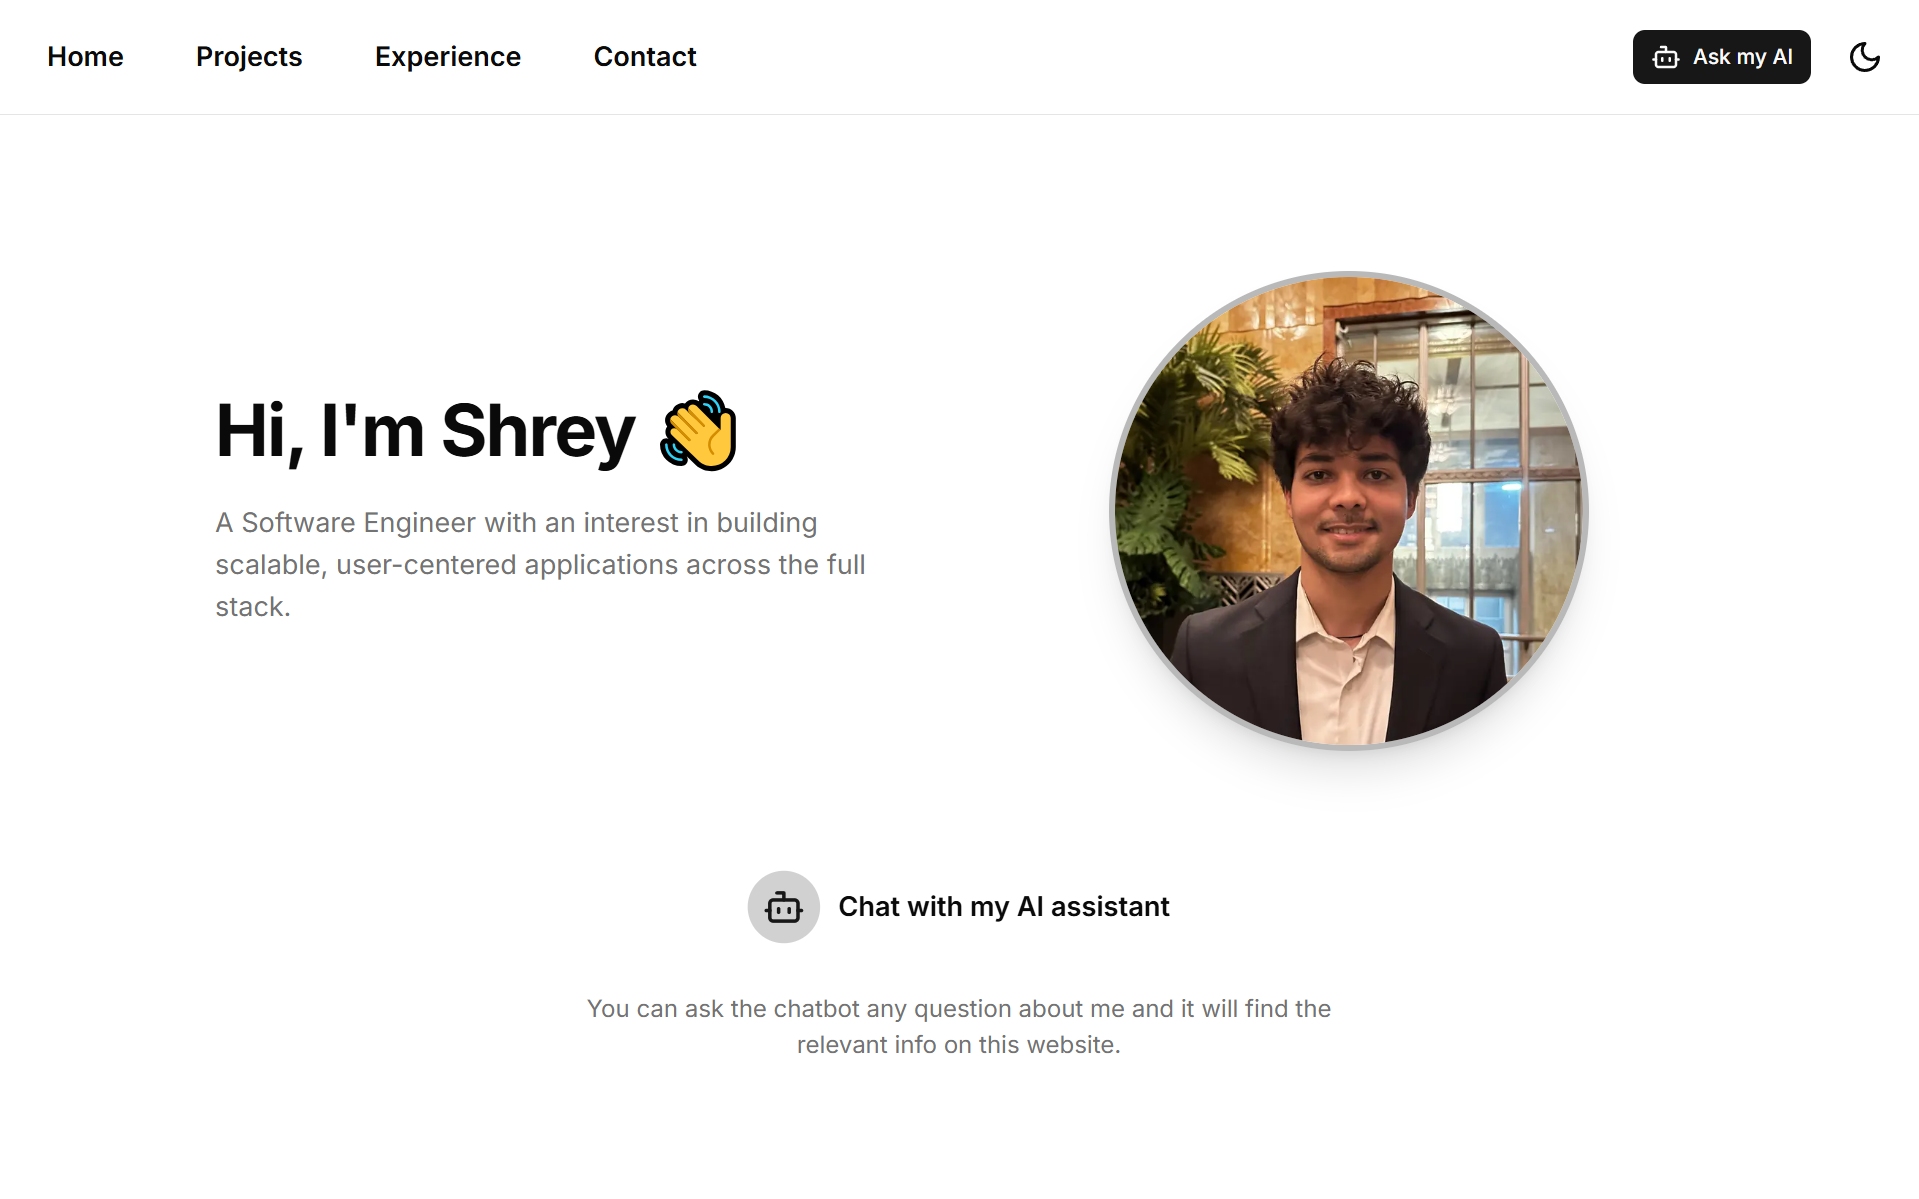 Home Projects Experience Contact Ask my AI
Hi, I'm Shrey 👋
A Software Engineer with an interest in building
scalable, user-centered applications across the full
stack.
Chat with my AI assistant
You can ask the chatbot any question about me and it will find the
relevant info on this website.